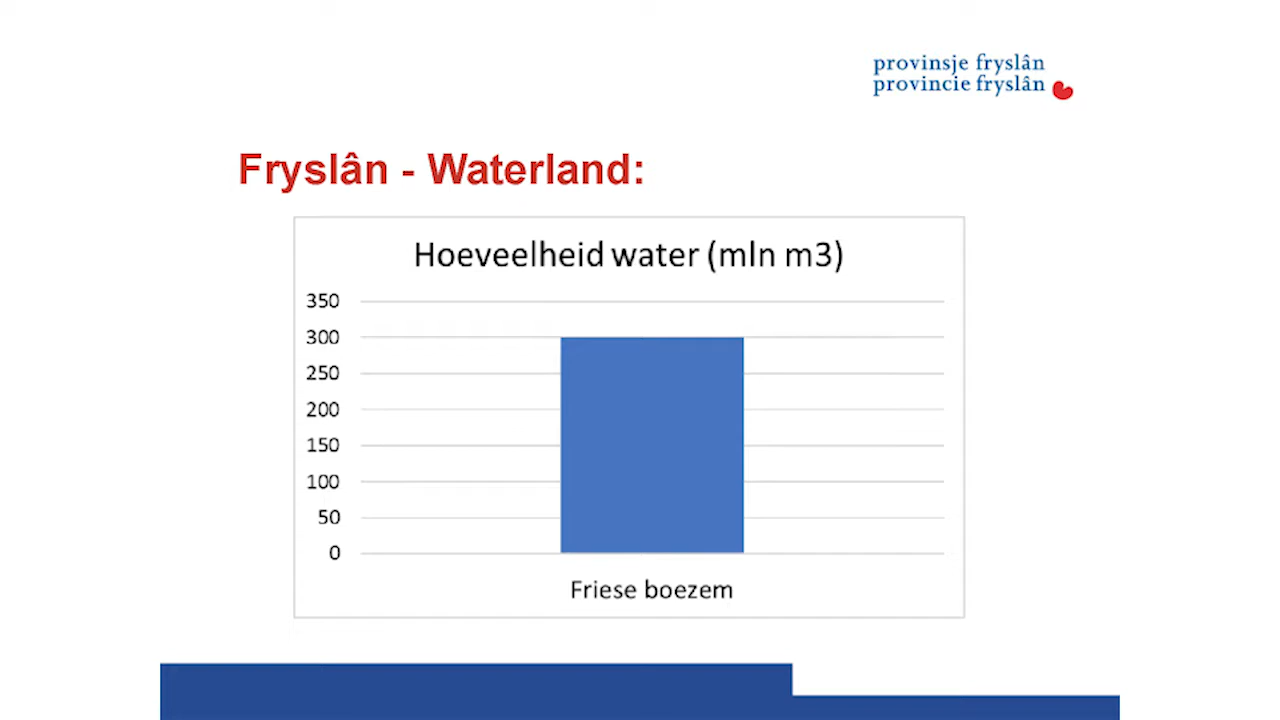 provinsje fryslân
provincie fryslân
Fryslân - Waterland:
Hoeveelheid water (mln m3)
350
300
250
200
150
100
50
0
Friese boezem